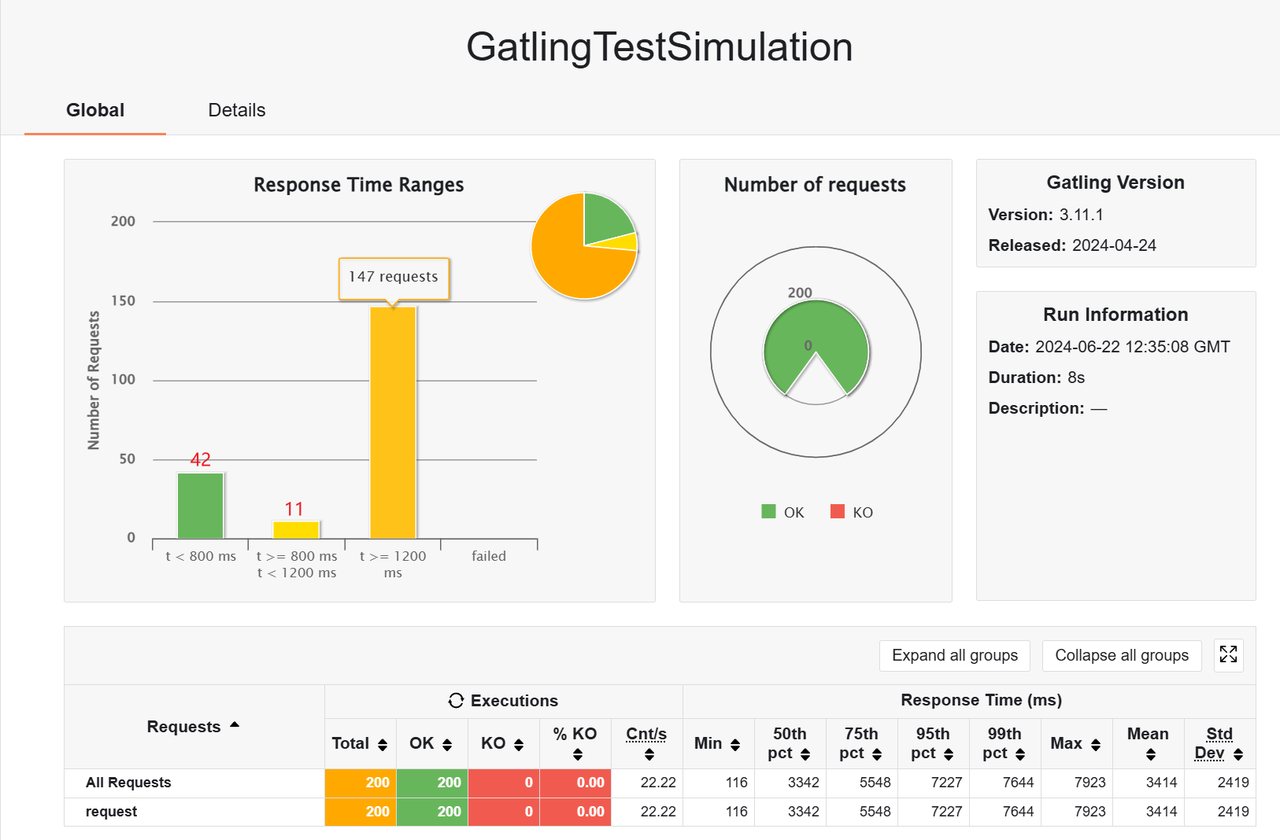 GatlingTestSimulation
Global
Details
Response Time Ranges
200
150
100
50
0
Number of Requests
147 requests
42
11
t < 800 ms
t >= 800 ms
t < 1200 ms
t >= 1200
ms
failed
Number of requests
200
0
OK
KO
Gatling Version
Version: 3.11.1
Released: 2024-04-24
Run Information
Date: 2024-06-22 12:35:08 GMT
Duration: 8s
Description: —
Expand all groups
Collapse all groups
Requests
Executions
Response Time (ms)
Total
OK
KO
% KO
Cnt/s
Min
50th
pct
75th
pct
95th
pct
99th
pct
Max
Mean
Std
Dev
All Requests 200 200 0 0.00 22.22 116 3342 5548 7227 7644 7923 3414 2419
request 200 200 0 0.00 22.22 116 3342 5548 7227 7644 7923 3414 2419